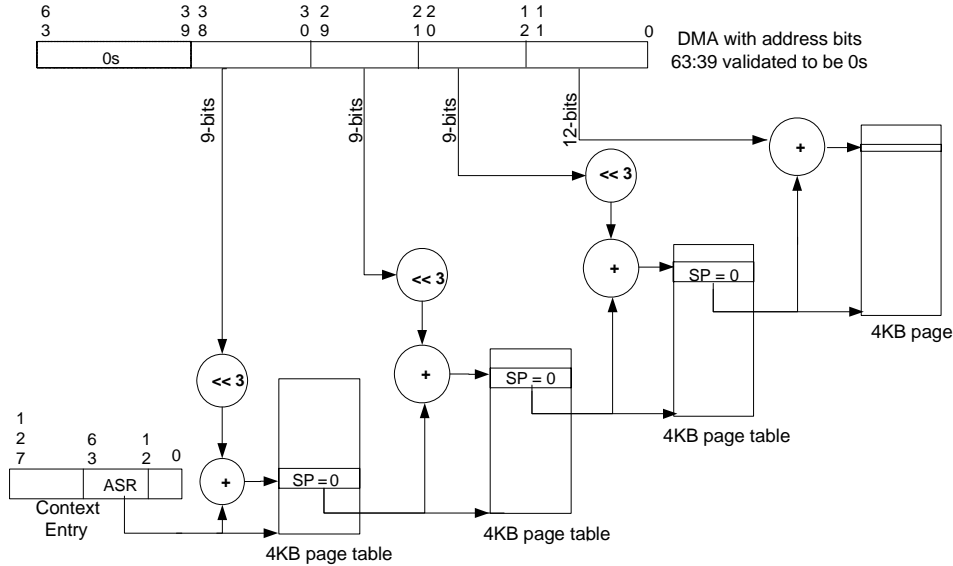 6 3 3 3 2 2 2 1 1
3 9 8 0 9 1 0 2 1 0
0s
DMA with address bits
63:39 validated to be 0s
9-bits
9-bits
9-bits
12-bits
+
<< 3
+
SP = 0
4KB page
<< 3
+
SP = 0
4KB page table
<< 3
1 2 7
6 3
1 2
0
ASR
+
SP = 0
Context
Entry
4KB page table
4KB page table